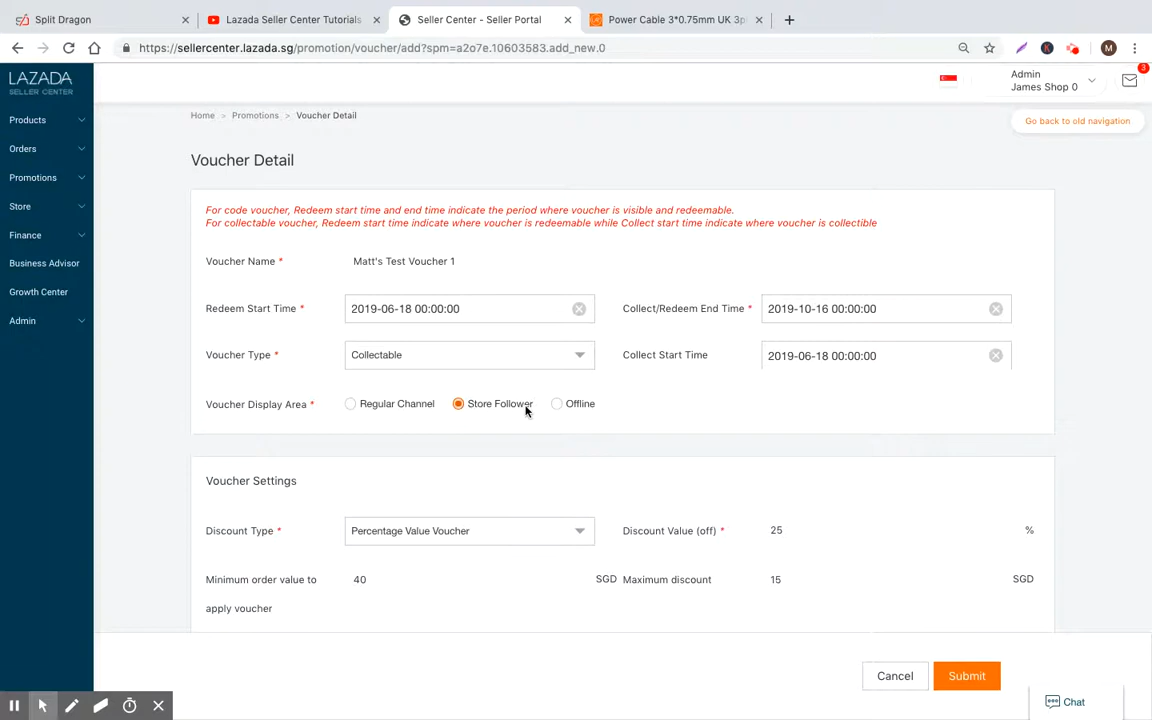 Split Dragon
Lazada Seller Center Tutorials
Seller Center - Seller Portal
Power Cable 3*0.75mm UK 3pi
https://sellercenter.lazada.sg/promotion/voucher/add?spm=a2o7e.10603583.add_new.0
K
M
LAZADA
SELLER CENTER
Admin
James Shop 0
3
Products
Orders
Promotions
Store
Finance
Business Advisor
Growth Center
Admin
Home > Promotions > Voucher Detail
Go back to old navigation
Voucher Detail
For code voucher, Redeem start time and end time indicate the period where voucher is visible and redeemable.
For collectable voucher, Redeem start time indicate where voucher is redeemable while Collect start time indicate where voucher is collectible
Voucher Name * Matt's Test Voucher 1
Redeem Start Time * 2019-06-18 00:00:00 Collect/Redeem End Time * 2019-10-16 00:00:00
Voucher Type * Collectable Collect Start Time 2019-06-18 00:00:00
Voucher Display Area * Regular Channel Store Follower Offline
Voucher Settings
Discount Type * Percentage Value Voucher Discount Value (off) * 25 %
Minimum order value to 40 SGD Maximum discount 15 SGD
apply voucher
Cancel Submit
Chat